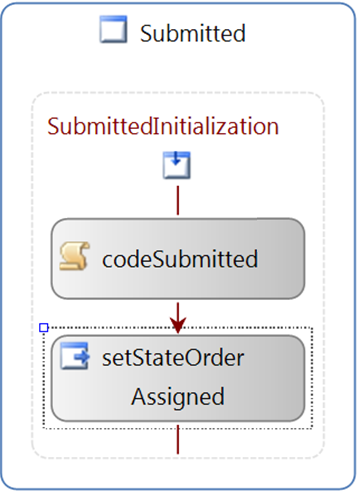 Submitted
SubmittedInitialization
codeSubmitted
setStateOrder
Assigned